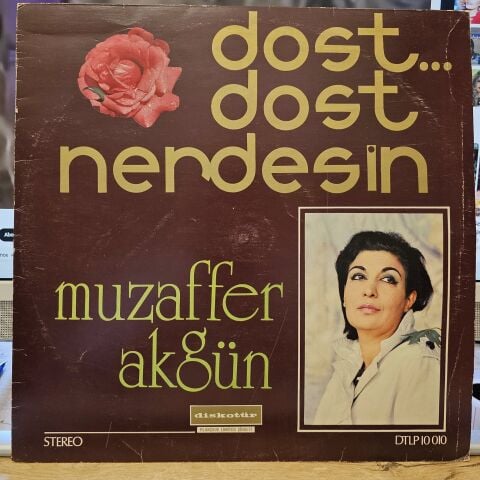 dost...
dost
nerdesin
muzaffer
akgün
diskotür
STEREO
DTLP 10 010